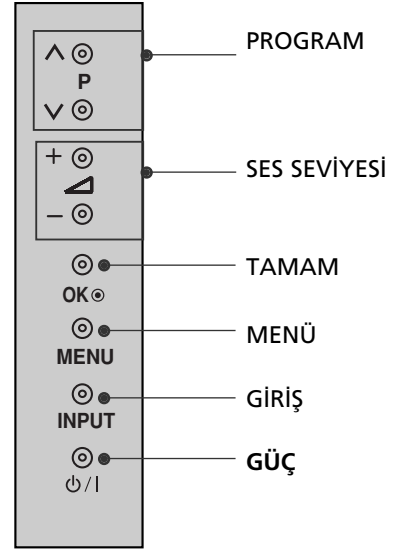 PROGRAM
P
SES SEVİYESİ
+
−
TAMAM
OK
MENÜ
MENU
GİRİŞ
INPUT
GÜÇ
/ I